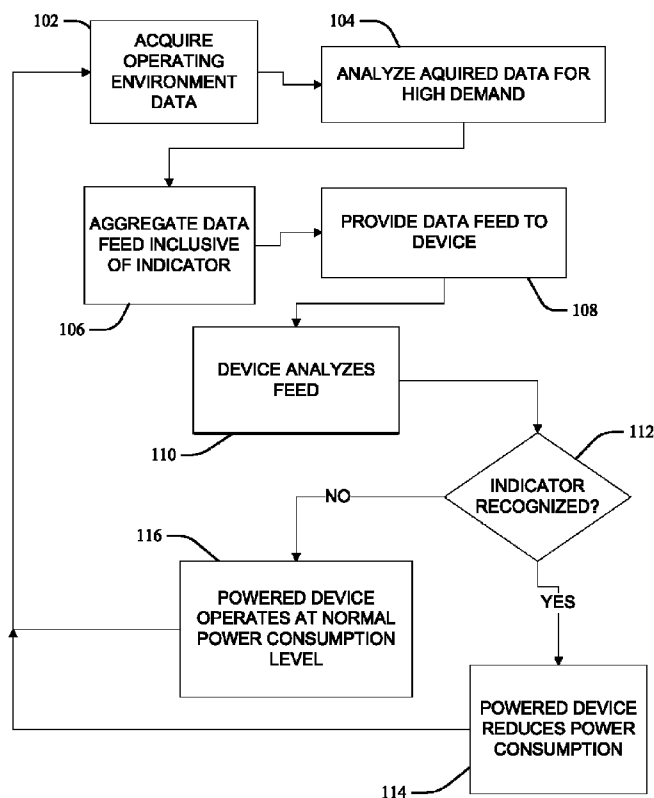 102
ACQUIRE
OPERATING
ENVIRONMENT
DATA
104
ANALYZE AQUIRED DATA FOR
HIGH DEMAND
AGGREGATE DATA
FEED INCLUSIVE
OF INDICATOR
106
PROVIDE DATA FEED TO
DEVICE
108
DEVICE ANALYZES
FEED
110
112
INDICATOR
RECOGNIZED?
NO
116
POWERED DEVICE
OPERATES AT NORMAL
POWER CONSUMPTION
LEVEL
YES
POWERED DEVICE
REDUCES POWER
CONSUMPTION
114